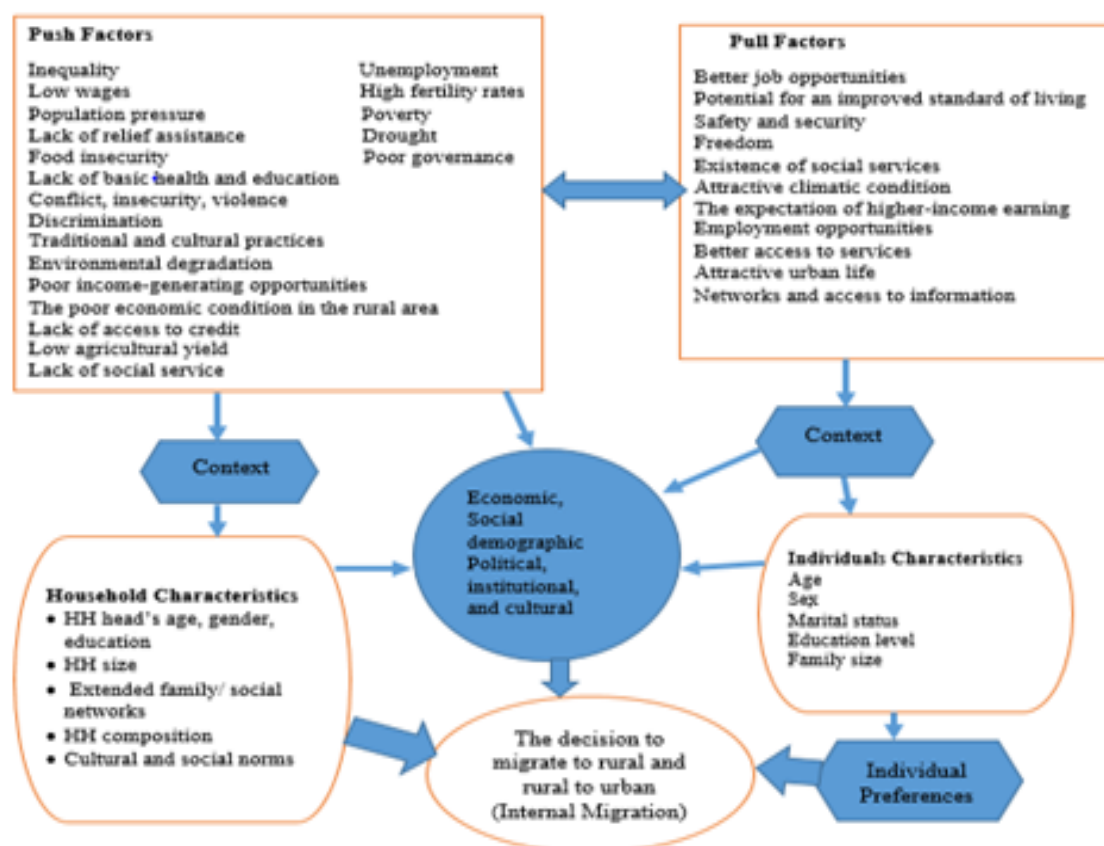 Push Factors
Inequality
Low wages
Population pressure
Lack of relief assistance
Food insecurity
Lack of basic health and education
Conflict, insecurity, violence
Discrimination
Traditional and cultural practices
Environmental degradation
Poor income-generating opportunities
The poor economic condition in the rural area
Lack of access to credit
Low agricultural yield
Lack of social service
Unemployment
High fertility rates
Poverty
Drought
Poor governance
Pull Factors
Better job opportunities
Potential for an improved standard of living
Safety and security
Freedom
Existence of social services
Attractive climatic condition
The expectation of higher-income earning
Employment opportunities
Better access to services
Attractive urban life
Networks and access to information
Context
Context
Economic,
Social
demographic
Political,
institutional,
and cultural
Household Characteristics
• HH head's age, gender,
education
• HH size
• Extended family/ social
networks
• HH composition
• Cultural and social norms
Individuals Characteristics
Age
Sex
Marital status
Education level
Family size
The decision to
migrate to rural and
rural to urban
(Internal Migration)
Individual
Preferences